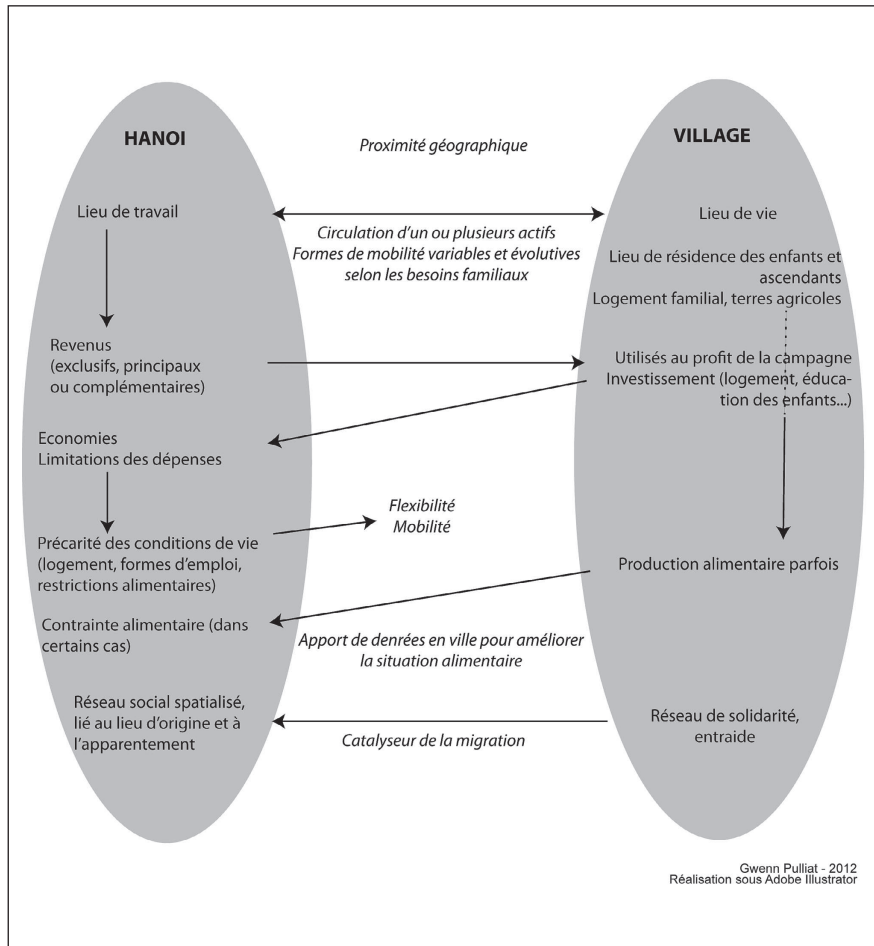 HANOI
VILLAGE
Proximité géographique
Lieu de travail
Lieu de vie
Circulation d'un ou plusieurs actifs
Formes de mobilité variables et évolutives
selon les besoins familiaux
Lieu de résidence des enfants et
ascendants
Logement familial, terres agricoles
Revenus
(exclusifs, principaux
ou complémentaires)
Utilisés au profit de la campagne
Investissement (logement, éduca-
tion des enfants...)
Economies
Limitations des dépenses
Flexibilité
Mobilité
Précarité des conditions de vie
(logement, formes d'emploi,
restrictions alimentaires)
Production alimentaire parfois
Contrainte alimentaire (dans
certains cas)
Apport de denrées en ville pour améliorer
la situation alimentaire
Réseau social spatialisé,
lié au lieu d'origine et à
l'apparentement
Réseau de solidarité,
entraide
Catalyseur de la migration
Gwenn Pulliat - 2012
Réalisation sous Adobe Illustrator